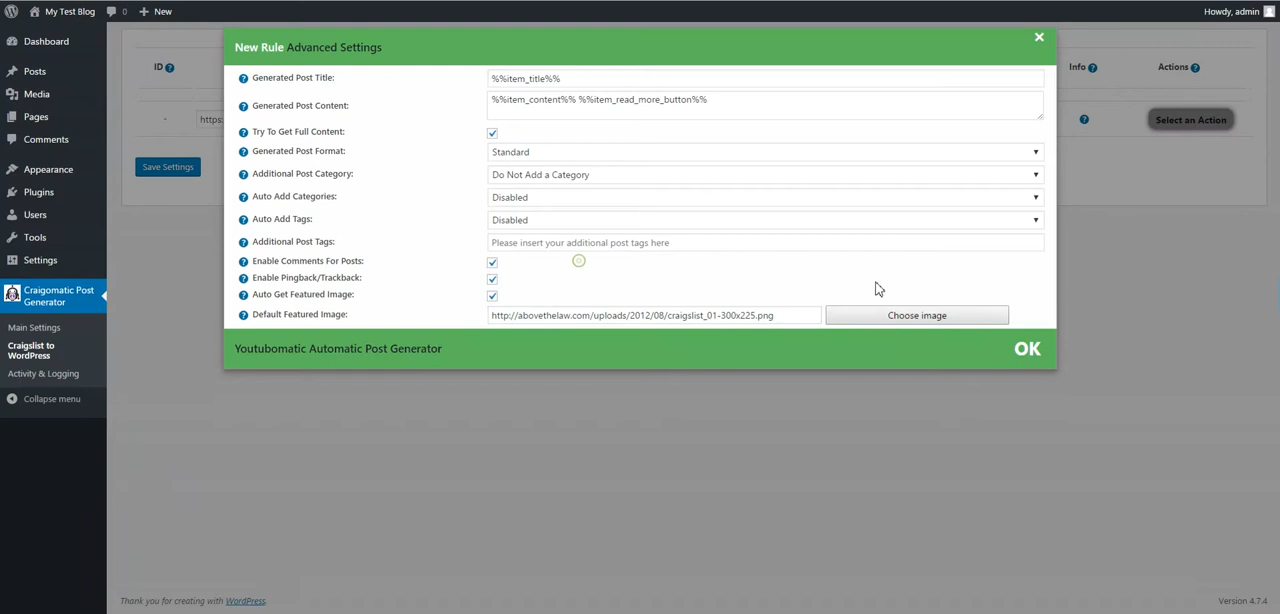 My Test Blog
0
New
Howdy, admin
Dashboard
Posts
Media
Pages
Comments
Appearance
Plugins
Users
Tools
Settings
Craigomatic Post
Generator
Main Settings
Craigslist to
WordPress
Activity & Logging
Collapse menu
ID
https:
Save Settings
Info
Actions
Select an Action
New Rule Advanced Settings
Generated Post Title:
%%item_title%%
Generated Post Content:
%%item_content%% %%item_read_more_button%%
Try To Get Full Content:
Generated Post Format:
Standard
Additional Post Category:
Do Not Add a Category
Auto Add Categories:
Disabled
Auto Add Tags:
Disabled
Additional Post Tags:
Please insert your additional post tags here
Enable Comments For Posts:
Enable Pingback/Trackback:
Auto Get Featured Image:
Default Featured Image:
http://abovethelaw.com/uploads/2012/08/craigslist_01-300x225.png
Choose image
Youtubomatic Automatic Post Generator
OK
Thank you for creating with WordPress.
Version 4.7.4